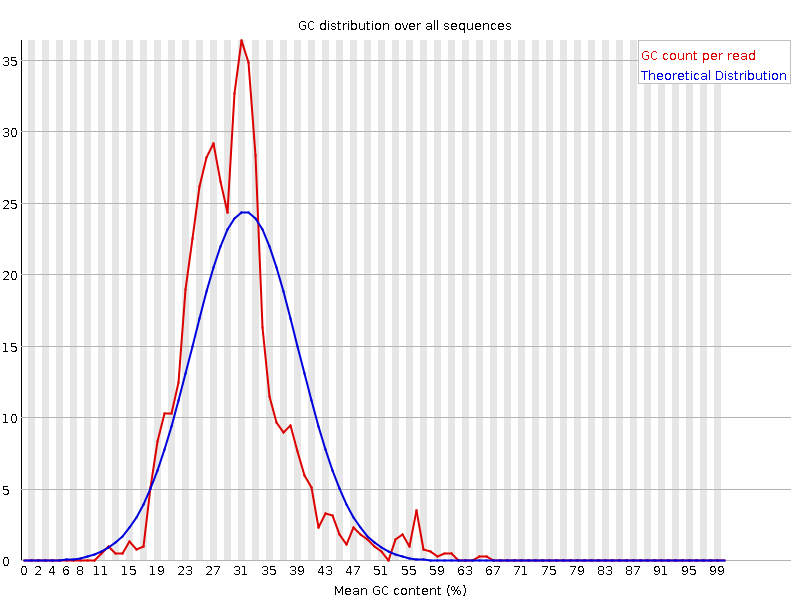 GC distribution over all sequences
GC count per read
Theoretical Distribution
35
30
25
20
15
10
5
0
0 2 4 6 8 11 15 19 23 27 31 35 39 43 47 51 55 59 63 67 71 75 79 83 87 91 95 99
Mean GC content (%)